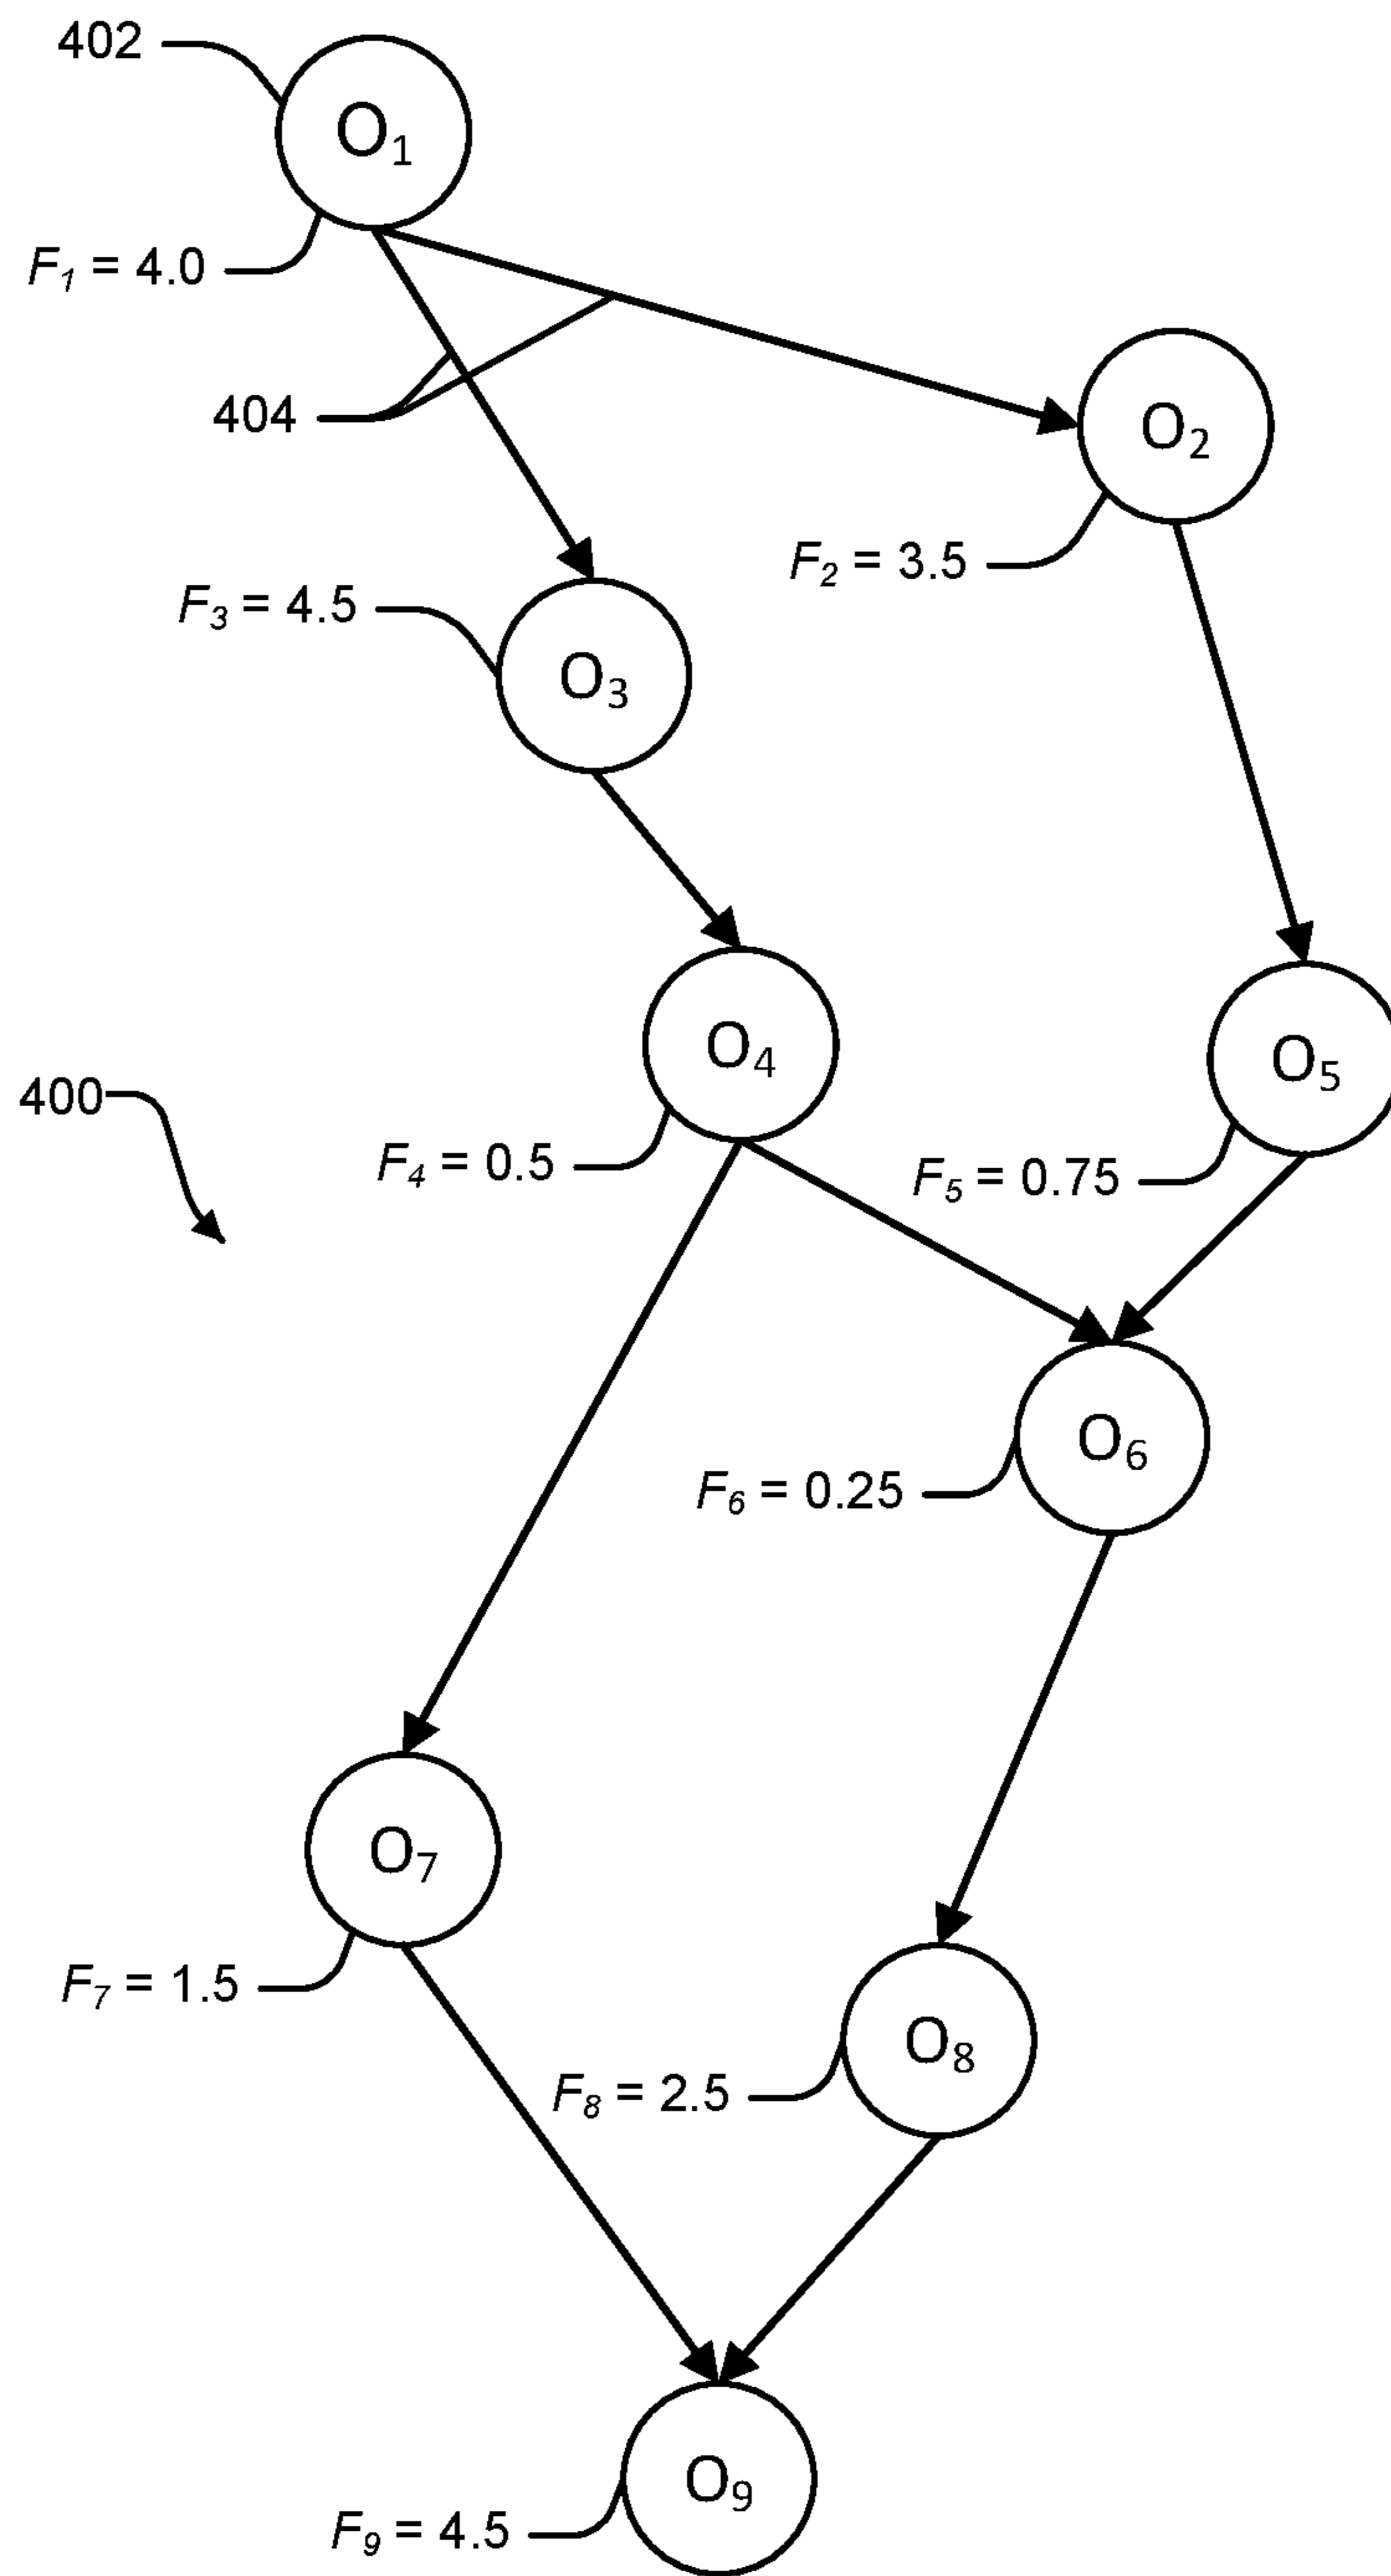 402
O₁
F₁ = 4.0
404
O₂
F₂ = 3.5
F₃ = 4.5
O₃
O₄
O₅
400
F₄ = 0.5
F₅ = 0.75
O₆
F₆ = 0.25
O₇
F₇ = 1.5
O₈
F₈ = 2.5
O₉
F₉ = 4.5